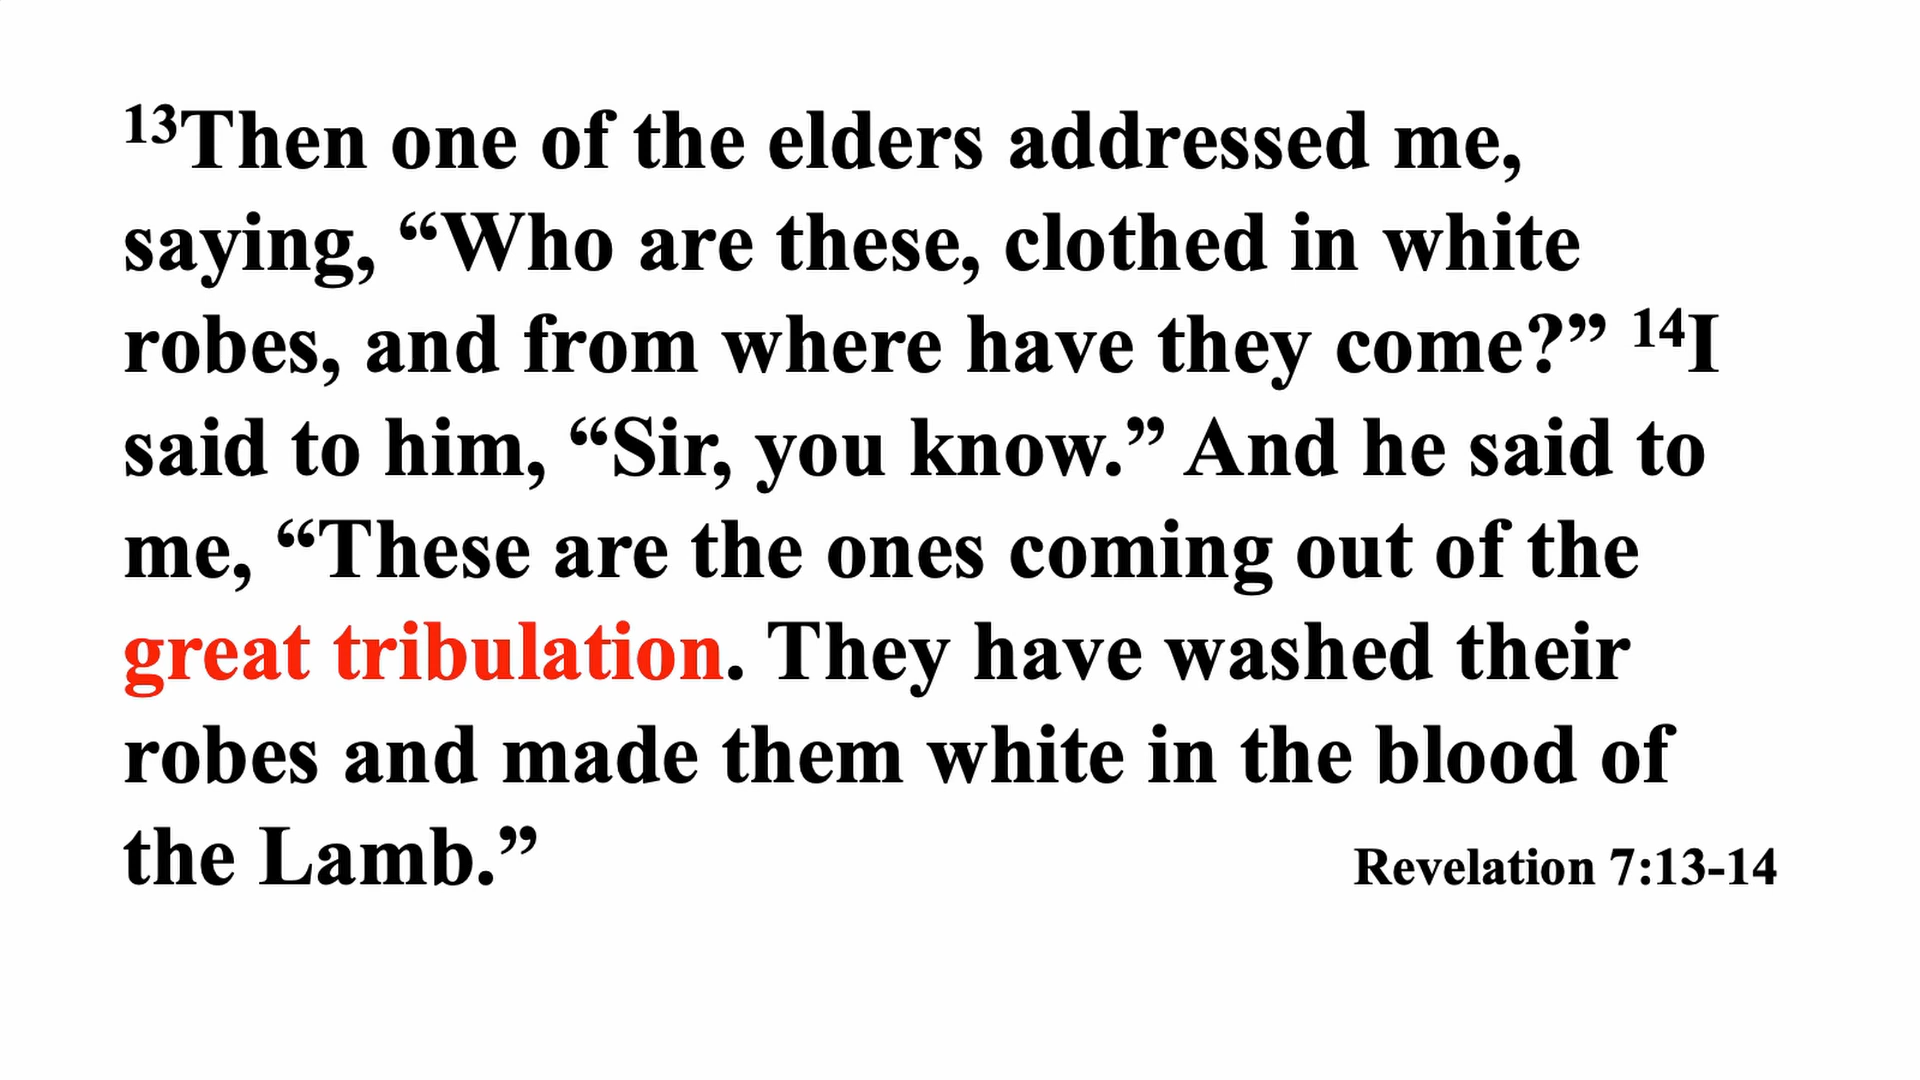 ¹³Then one of the elders addressed me,
saying, “Who are these, clothed in white
robes, and from where have they come?” ¹⁴I
said to him, “Sir, you know.” And he said to
me, “These are the ones coming out of the
great tribulation. They have washed their
robes and made them white in the blood of
the Lamb.”
Revelation 7:13-14